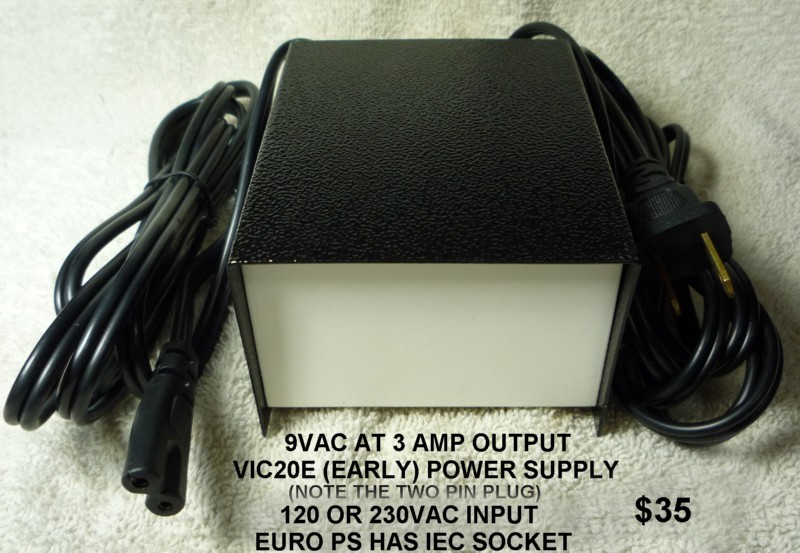 9VAC AT 3 AMP OUTPUT
VIC20E (EARLY) POWER SUPPLY
(NOTE THE TWO PIN PLUG)
120 OR 230VAC INPUT
$35
EURO PS HAS IEC SOCKET